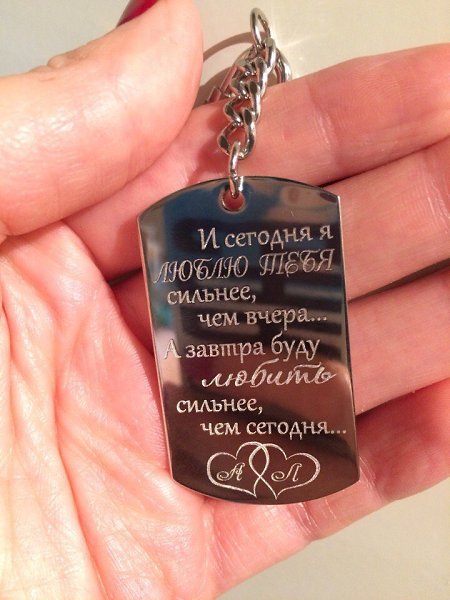 И сегодня я
ЛЮБЛЮ ТЕБЯ
сильнее,
чем вчера...
А завтра буду
любить
сильнее,
чем сегодня...
А Л